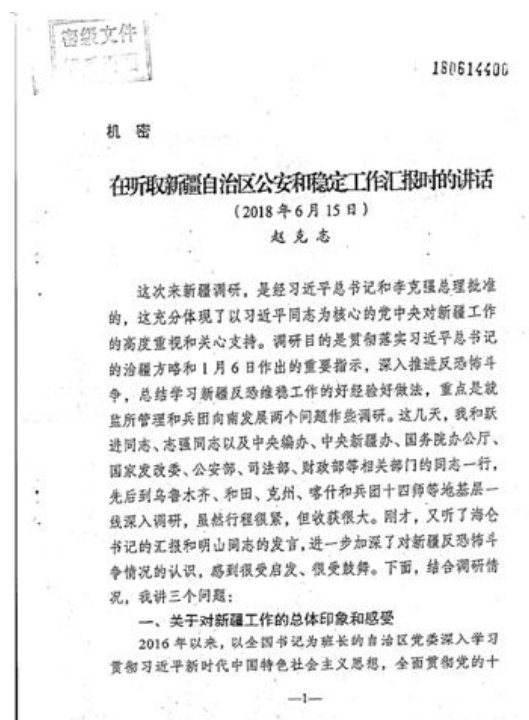 密级文件
180614400
机 密
在听取新疆自治区公安和稳定工作汇报时的讲话
(2018年6月15日)
赵克志
这次来新疆调研，是经习近平总书记和李克强总理批准
的，这充分体现了以习近平同志为核心的党中央对新疆工作
的高度重视和关心支持。调研目的是贯彻落实习近平总书记
的治疆方略和1月6日作出的重要指示，深入推进反恐怖斗
争，总结学习新疆反恐维稳工作的好经验好做法，重点是就
监所管理和兵团向南发展两个问题作些调研。这几天，我和跃
进同志、志强同志以及中央编办、中央新疆办、国务院办公厅、
国家发改委、公安部、司法部、财政部等相关部门的同志一行，
先后到乌鲁木齐、和田、克州、喀什和兵团十四师等地基层一
线深入调研，虽然行程很紧，但收获很大。刚才，又听了海仑
书记的汇报和明山同志的发言，进一步加深了对新疆反恐怖斗
争情况的认识，感到很受启发、很受鼓舞。下面，结合调研情
况，我讲三个问题：
一、关于对新疆工作的总体印象和感受
2016年以来，以全国书记为班长的自治区党委深入学习
贯彻习近平新时代中国特色社会主义思想，全面贯彻党的十
—1—